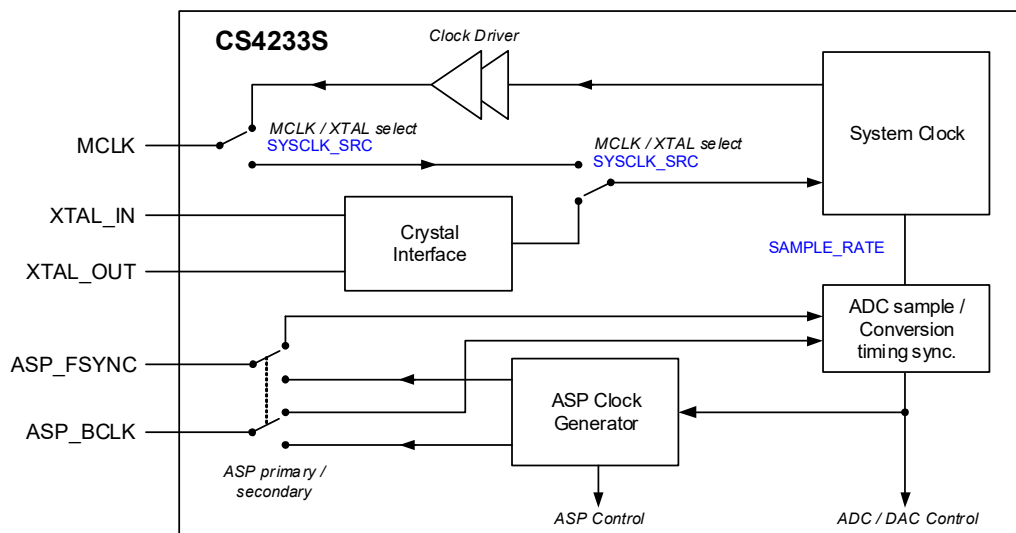 CS4233S
Clock Driver
MCLK
MCLK / XTAL select
SYSCLK_SRC
MCLK / XTAL select
SYSCLK_SRC
System Clock
XTAL_IN
XTAL_OUT
Crystal
Interface
SAMPLE_RATE
ADC sample /
Conversion
timing sync.
ASP_FSYNC
ASP_BCLK
ASP Clock
Generator
ASP primary /
secondary
ASP Control
ADC / DAC Control